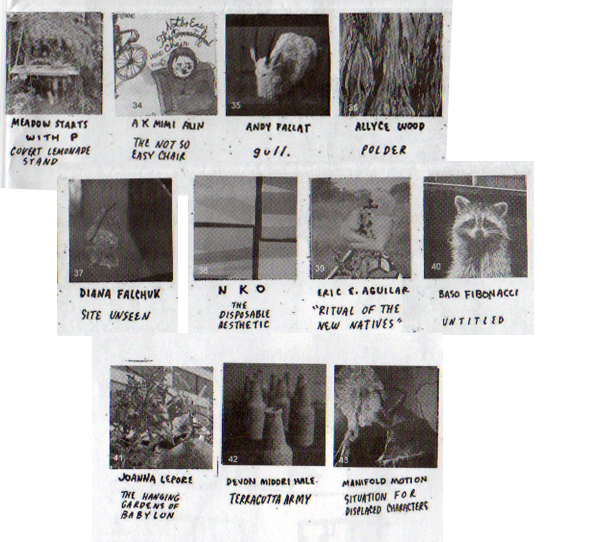 34
Not So Easy
Chair
35
36
MEADOW STARTS
WITH P
COVERT LEMONADE
STAND
AKMIMI ALIN
THE NOT SO
EASY CHAIR
ANDY FALLAT
gull.
ALLYCE WOOD
POLDER
37
38
39
40
DIANA FALCHUK
SITE UNSEEN
N K O
THE
DISPOSABLE
AESTHETIC
ERIC E. AGUILAR
"RITUAL OF THE
NEW NATIVES"
BASO FIBONACCI
UNTITLED
41
42
43
JOANNA LEPORE
THE HANGING
GARDENS OF
BABYLON
DEVON MIDORI HALE.
TERRACOTTA ARMY
MANIFOLD MOTION
SITUATION FOR
DISPLACED CHARACTERS